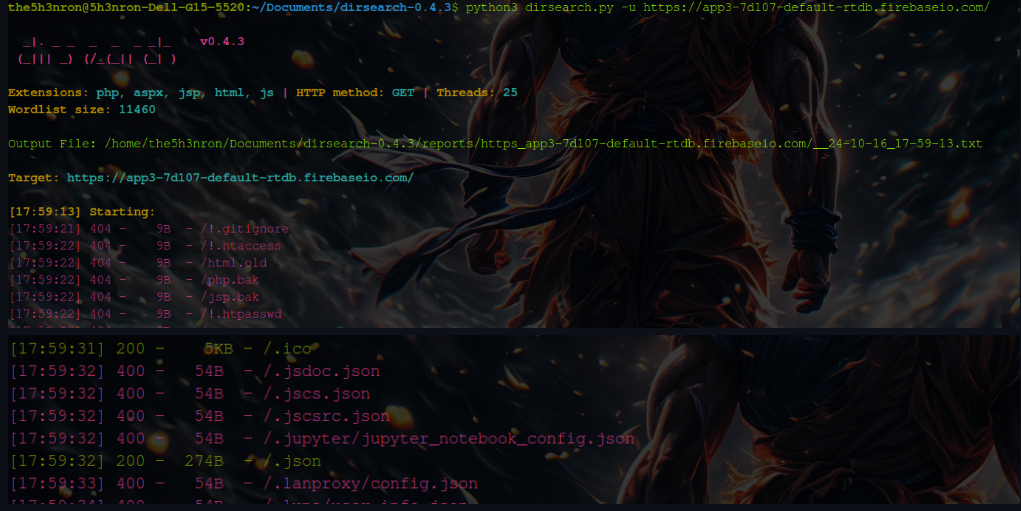 the5h3nron@5h3nron-Dell-G15-5520:~/Documents/dirsearch-0.4.3$ python3 dirsearch.py -u https://app3-7d107-default-rtdb.firebaseio.com/
_|. _ _  _  _  _ _|_    v0.4.3
(_||| _) (/_(_|| (_| )
Extensions: php, aspx, jsp, html, js | HTTP method: GET | Threads: 25
Wordlist size: 11460
Output File: /home/the5h3nron/Documents/dirsearch-0.4.3/reports/https_app3-7d107-default-rtdb.firebaseio.com/__24-10-16_17-59-13.txt
Target: https://app3-7d107-default-rtdb.firebaseio.com/
[17:59:13] Starting:
[17:59:21] 404 -    9B  - /!.gitignore
[17:59:22] 404 -    9B  - /!.htaccess
[17:59:22] 404 -    9B  - /html.old
[17:59:22] 404 -    9B  - /php.bak
[17:59:22] 404 -    9B  - /jsp.bak
[17:59:22] 404 -    9B  - /!.htpasswd
[17:59:31] 200 -    5KB - /.ico
[17:59:32] 400 -   54B  - /.jsdoc.json
[17:59:32] 400 -   54B  - /.jscs.json
[17:59:32] 400 -   54B  - /.jscsrc.json
[17:59:32] 400 -   54B  - /.jupyter/jupyter_notebook_config.json
[17:59:32] 200 -  274B  - /.json
[17:59:33] 400 -   54B  - /.lanproxy/config.json